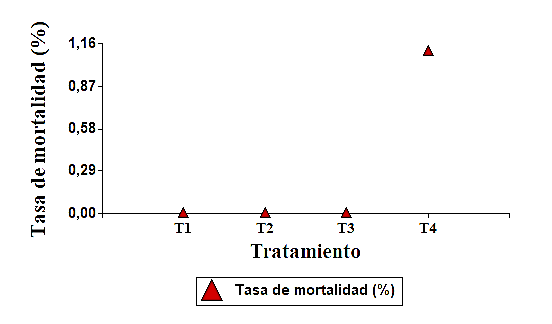 Tasa de mortalidad (%)
1,16
0,87
0,58
0,29
0,00
T1 T2 T3 T4
Tratamiento
Tasa de mortalidad (%)